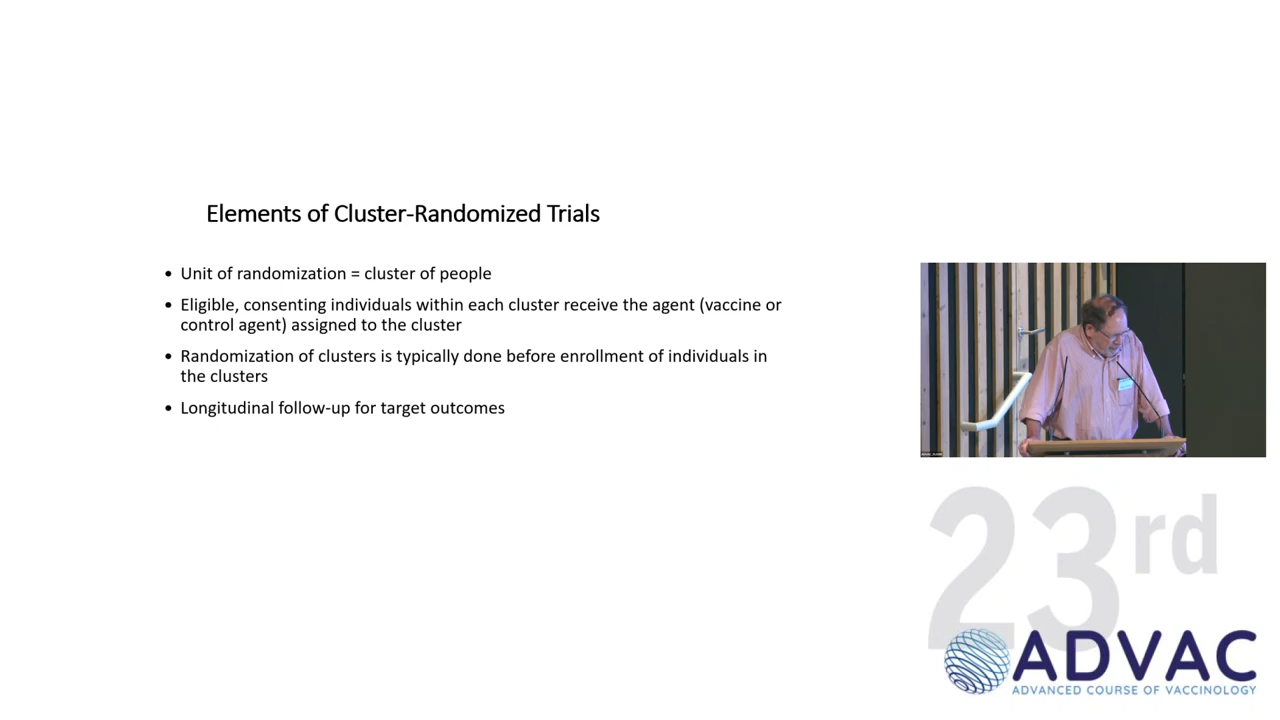 Elements of Cluster-Randomized Trials
• Unit of randomization = cluster of people
• Eligible, consenting individuals within each cluster receive the agent (vaccine or
control agent) assigned to the cluster
• Randomization of clusters is typically done before enrollment of individuals in
the clusters
• Longitudinal follow-up for target outcomes
23rd
ADVAC
ADVANCED COURSE OF VACCINOLOGY